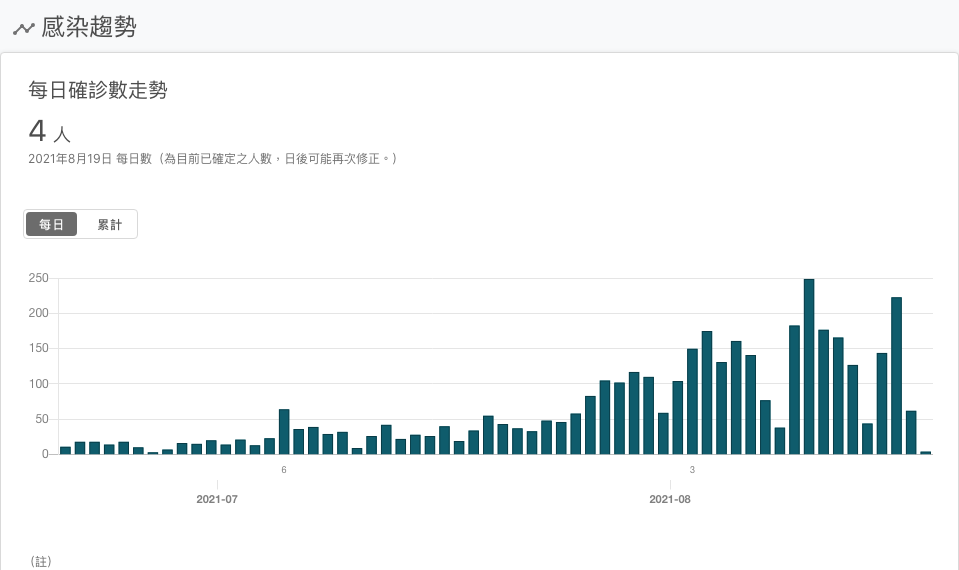 感染趨勢
每日確診數走勢
4 人
2021年8月19日 每日數（為目前已確定之人數，日後可能再次修正。）
每日 累計
250
200
150
100
50
0
6 3
2021-07 2021-08
（註）